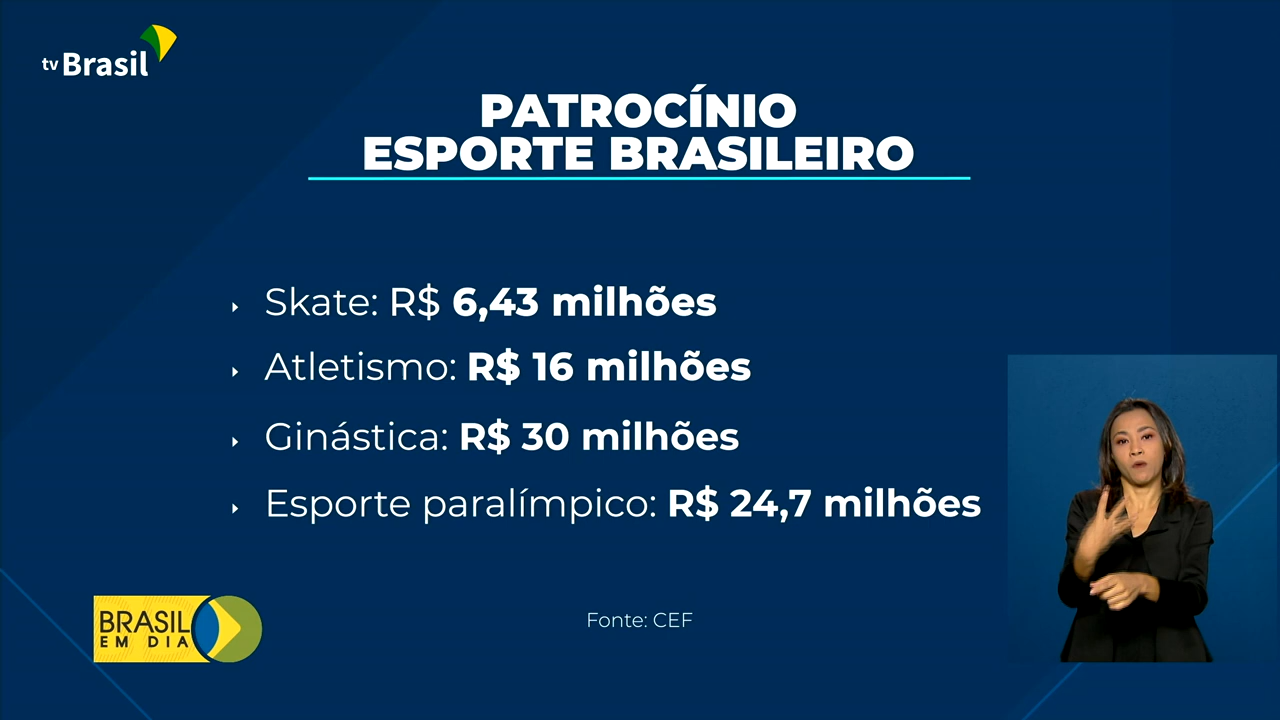 tv Brasil
PATROCÍNIO
ESPORTE BRASILEIRO
Skate: R$ 6,43 milhões
Atletismo: R$ 16 milhões
Ginástica: R$ 30 milhões
Esporte paralímpico: R$ 24,7 milhões
BRASIL
EM DIA
Fonte: CEF